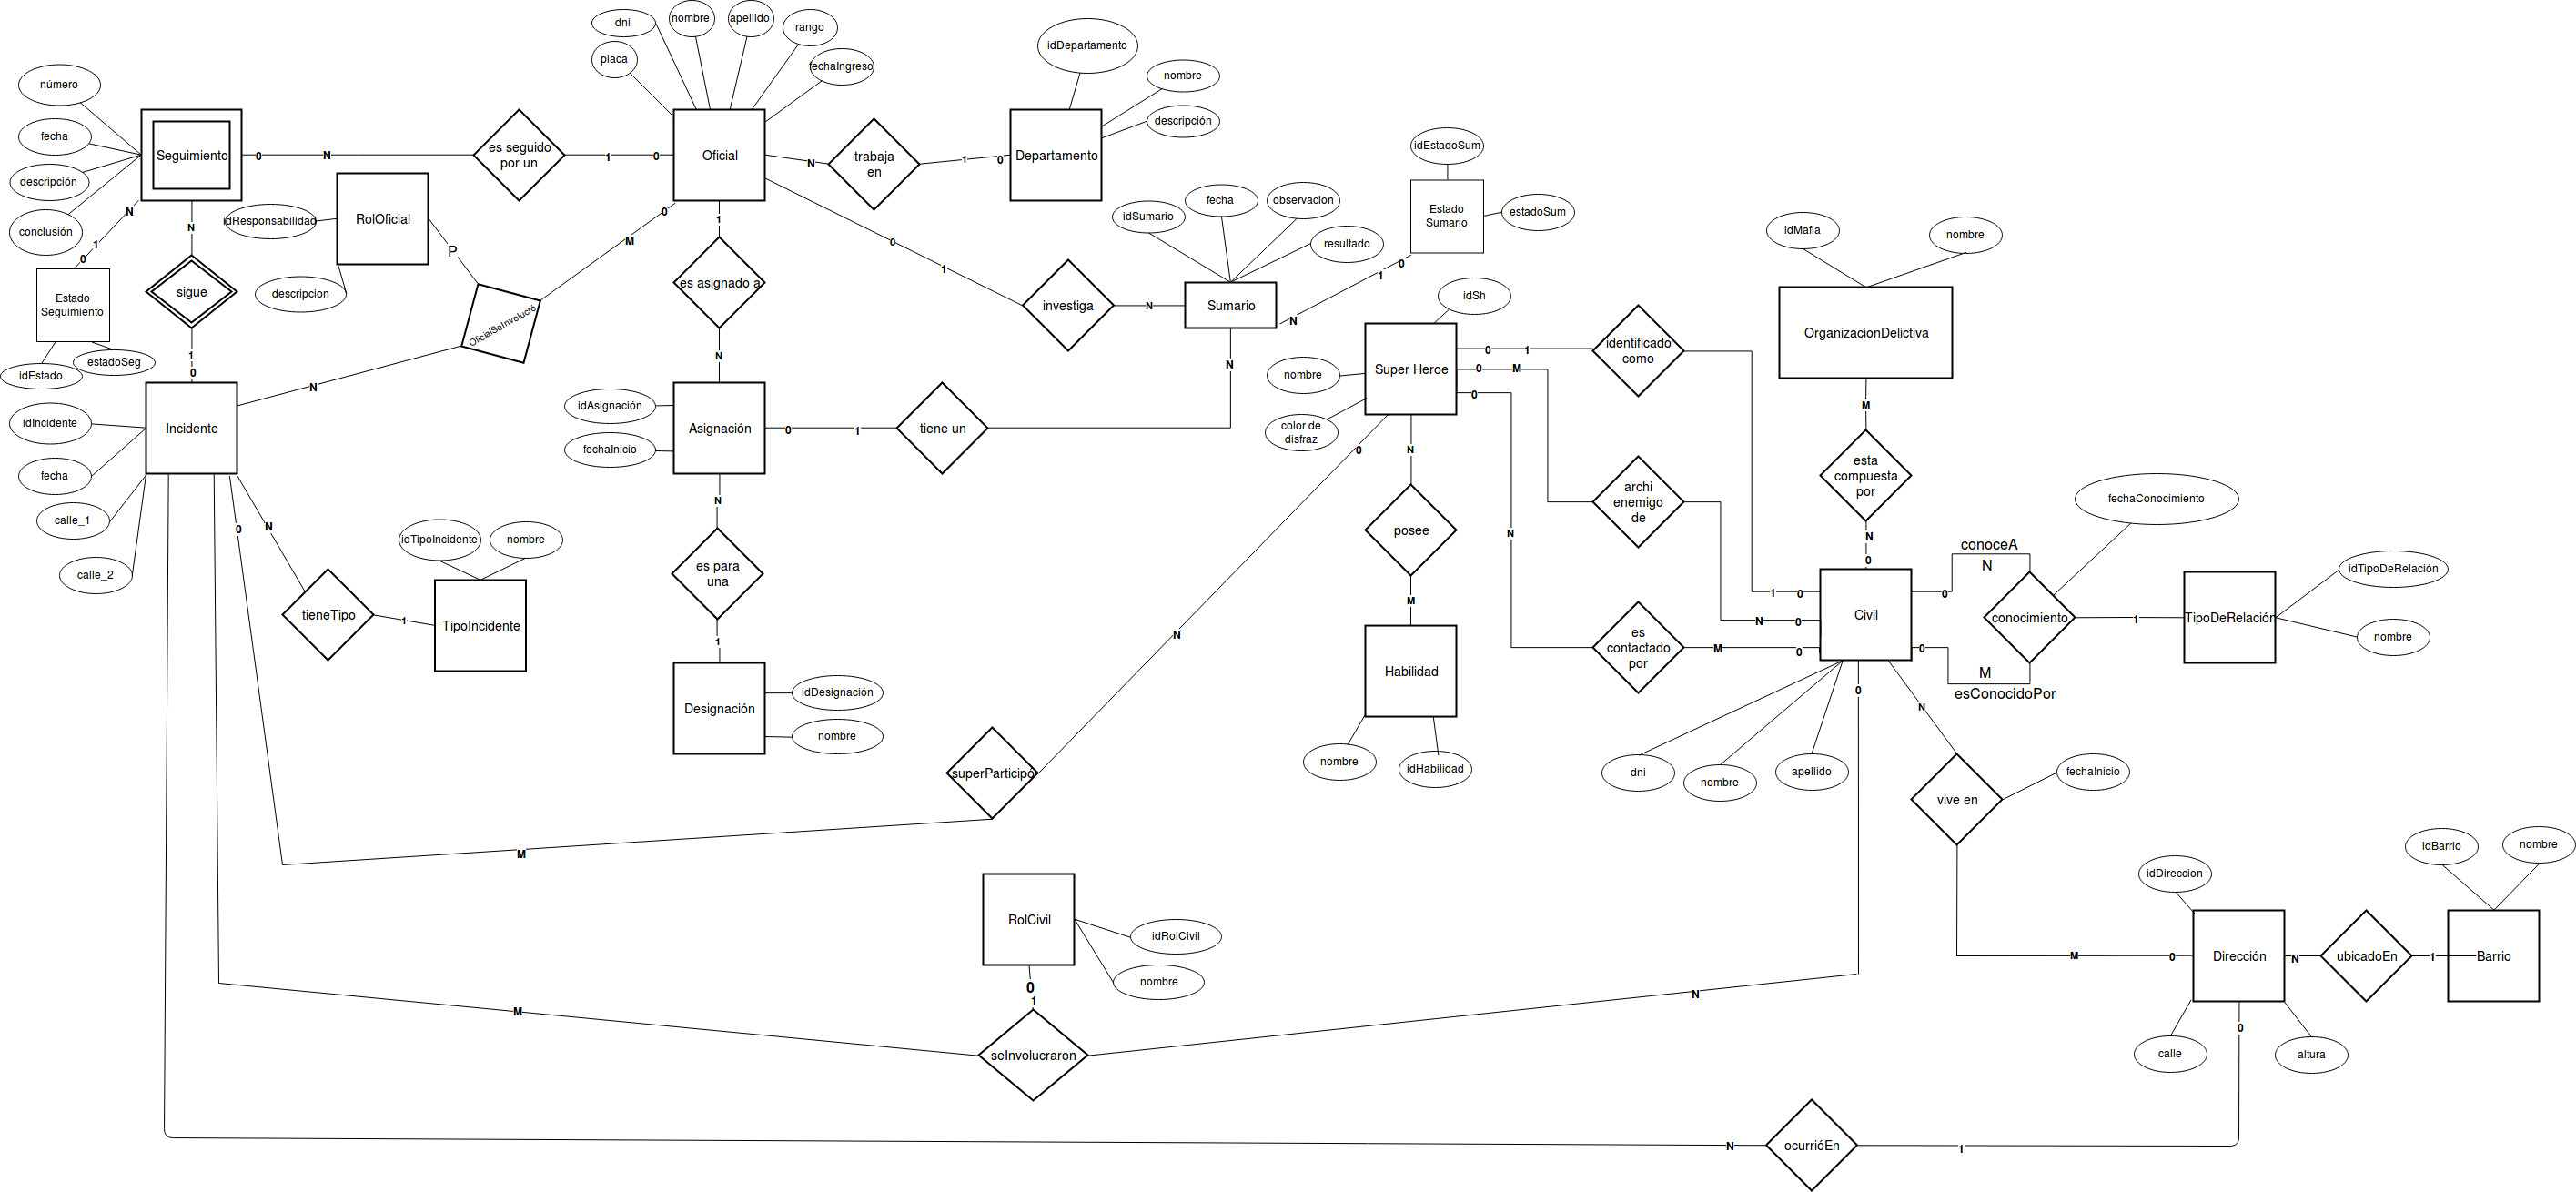 número
fecha
descripción
conclusión
Seguimiento
0
N
es seguido
por un
1
0
dni
nombre
apellido
rango
placa
fechaIngreso
Oficial
N
trabaja
en
1
0
idDepartamento
nombre
descripción
Departamento
N
1
0
Estado
Seguimiento
idEstado
estadoSeg
N
sigue
1
0
idResponsabilidad
RolOficial
descripcion
P
OficialSeInvolucró
M
0
N
1
es asignado a
N
0
1
investiga
N
idSumario
fecha
observacion
resultado
Sumario
N
1
0
N
idEstadoSum
Estado
Sumario
estadoSum
Incidente
idIncidente
fecha
calle_1
calle_2
idAsignación
fechaInicio
Asignación
0
1
tiene un
N
es para
una
1
Designación
idDesignación
nombre
0
N
tieneTipo
1
idTipoIncidente
nombre
TipoIncidente
idSh
nombre
color de
disfraz
Super Heroe
0
1
identificado
como
1
0
0
M
archi
enemigo
de
N
0
0
N
es
contactado
por
M
0
N
posee
M
Habilidad
nombre
idHabilidad
0
N
superParticipó
M
idMafia
nombre
OrganizacionDelictiva
M
esta
compuesta
por
N
0
Civil
dni
nombre
apellido
conoceA
N
0
conocimiento
0
M
esConocidoPor
fechaConocimiento
1
TipoDeRelación
idTipoDeRelación
nombre
N
vive en
fechaInicio
M
0
idDireccion
Dirección
calle
altura
N
ubicadoEn
1
Barrio
idBarrio
nombre
RolCivil
idRolCivil
nombre
0
1
M
seInvolucraron
N
0
N
ocurrióEn
1
0